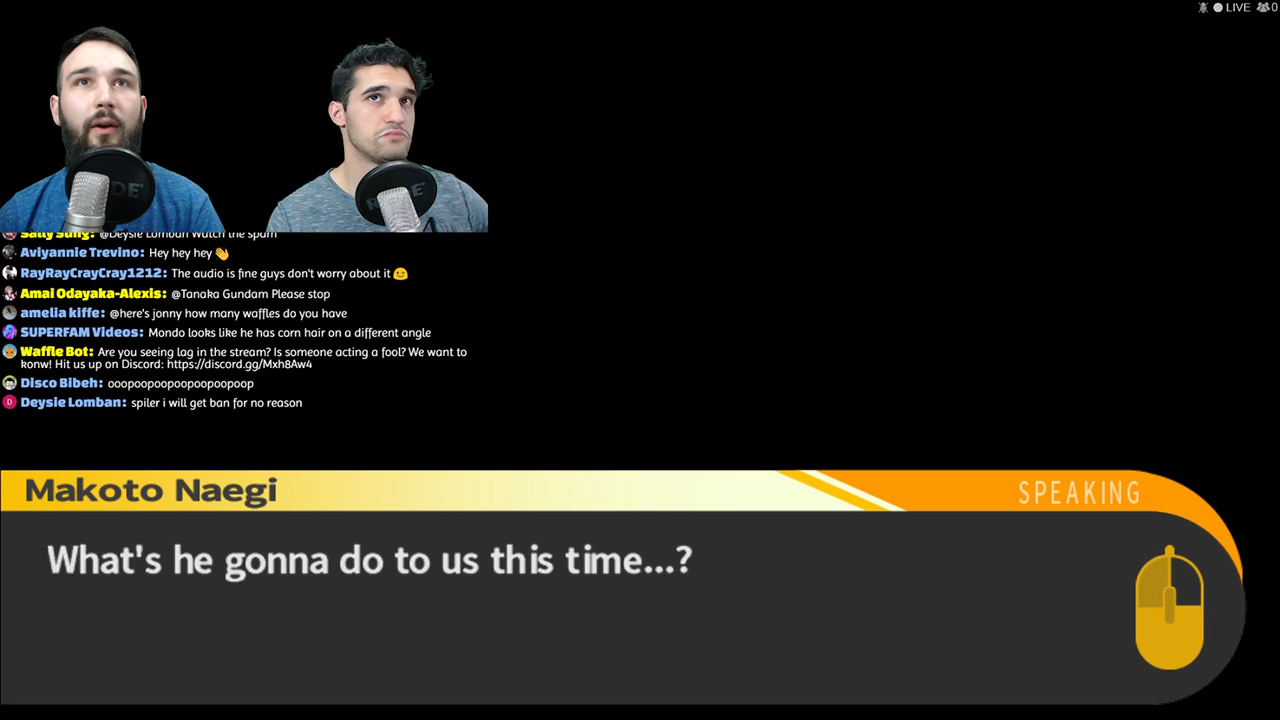 LIVE 0
RODE
RODE
Sally Sung: @Deysie Lomban Watch the spam
Aviyannie Trevino: Hey hey hey 👋
RayRayCrayCray1212: The audio is fine guys don't worry about it 🙂
Amai Odayaka-Alexis: @Tanaka Gundam Please stop
amelia kiffe: @here's jonny how many waffles do you have
SUPERFAM Videos: Mondo looks like he has corn hair on a different angle
Waffle Bot: Are you seeing lag in the stream? Is someone acting a fool? We want to
konw! Hit us up on Discord: https://discord.gg/Mxh8Aw4
Disco Bibeh: ooopoopoopoopoopoopoop
D Deysie Lomban: spiler i will get ban for no reason
Makoto Naegi
SPEAKING
What's he gonna do to us this time...?